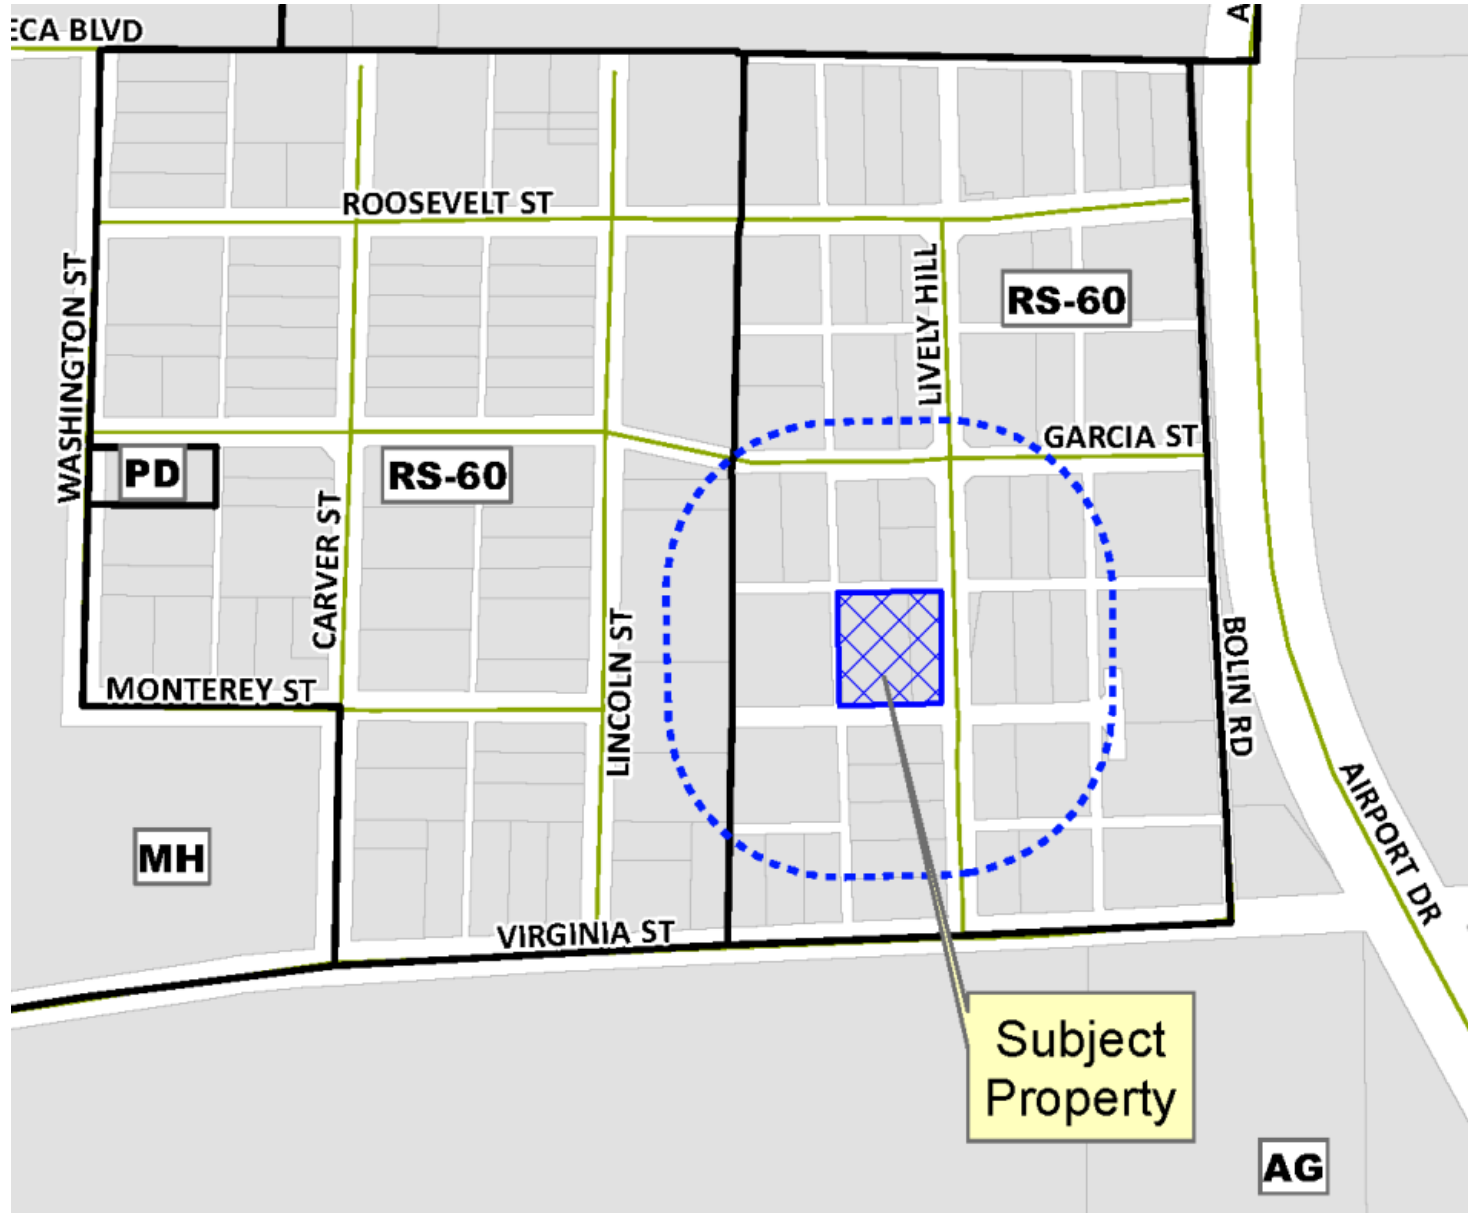 ECA BLVD
A
ROOSEVELT ST
WASHINGTON ST
LIVELY HILL
RS-60
GARCIA ST
PD
RS-60
CARVER ST
LINCOLN ST
BOLIN RD
MONTEREY ST
AIRPORT DR
MH
VIRGINIA ST
Subject
Property
AG